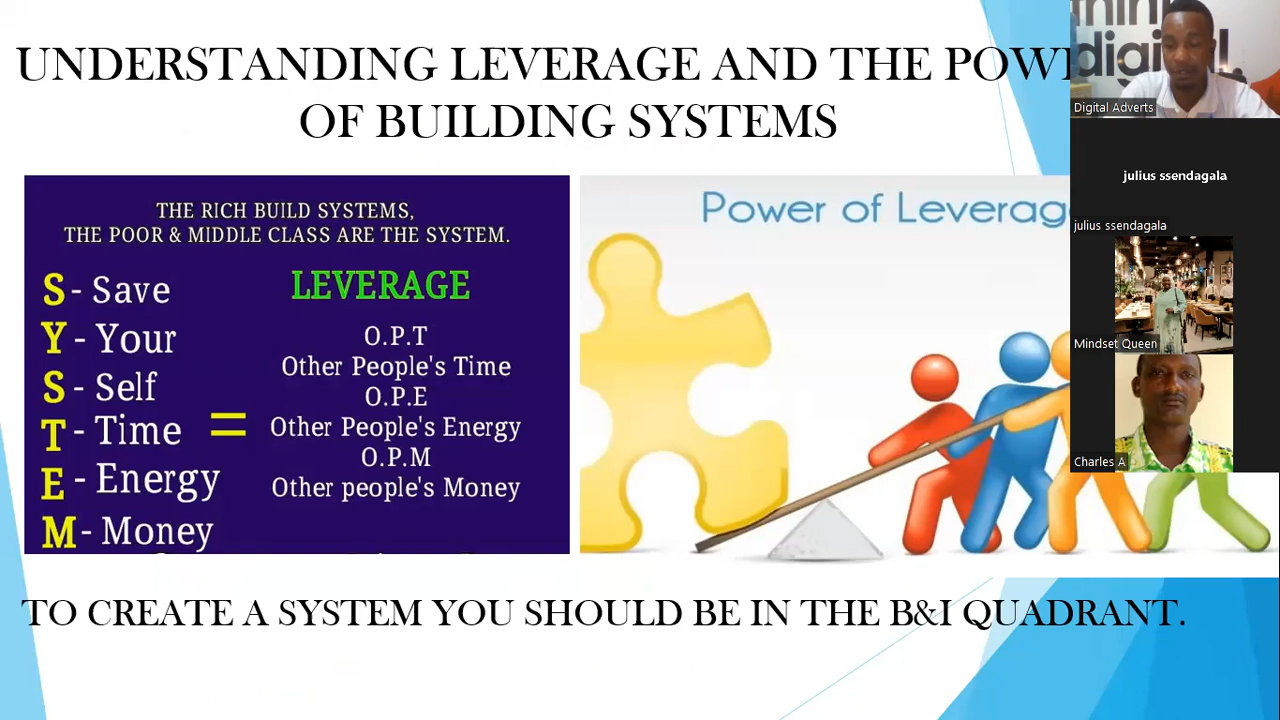 UNDERSTANDING LEVERAGE AND THE POW
OF BUILDING SYSTEMS
THE RICH BUILD SYSTEMS,
THE POOR & MIDDLE CLASS ARE THE SYSTEM.
S - Save
Y - Your
S - Self
T - Time
E - Energy
M - Money
=
LEVERAGE
O.P.T
Other People's Time
O.P.E
Other People's Energy
O.P.M
Other people's Money
Power of Leverag
TO CREATE A SYSTEM YOU SHOULD BE IN THE B&I QUADRANT.
think
digital.
Digital Adverts
julius ssendagala
julius ssendagala
Mindset Queen
Charles A